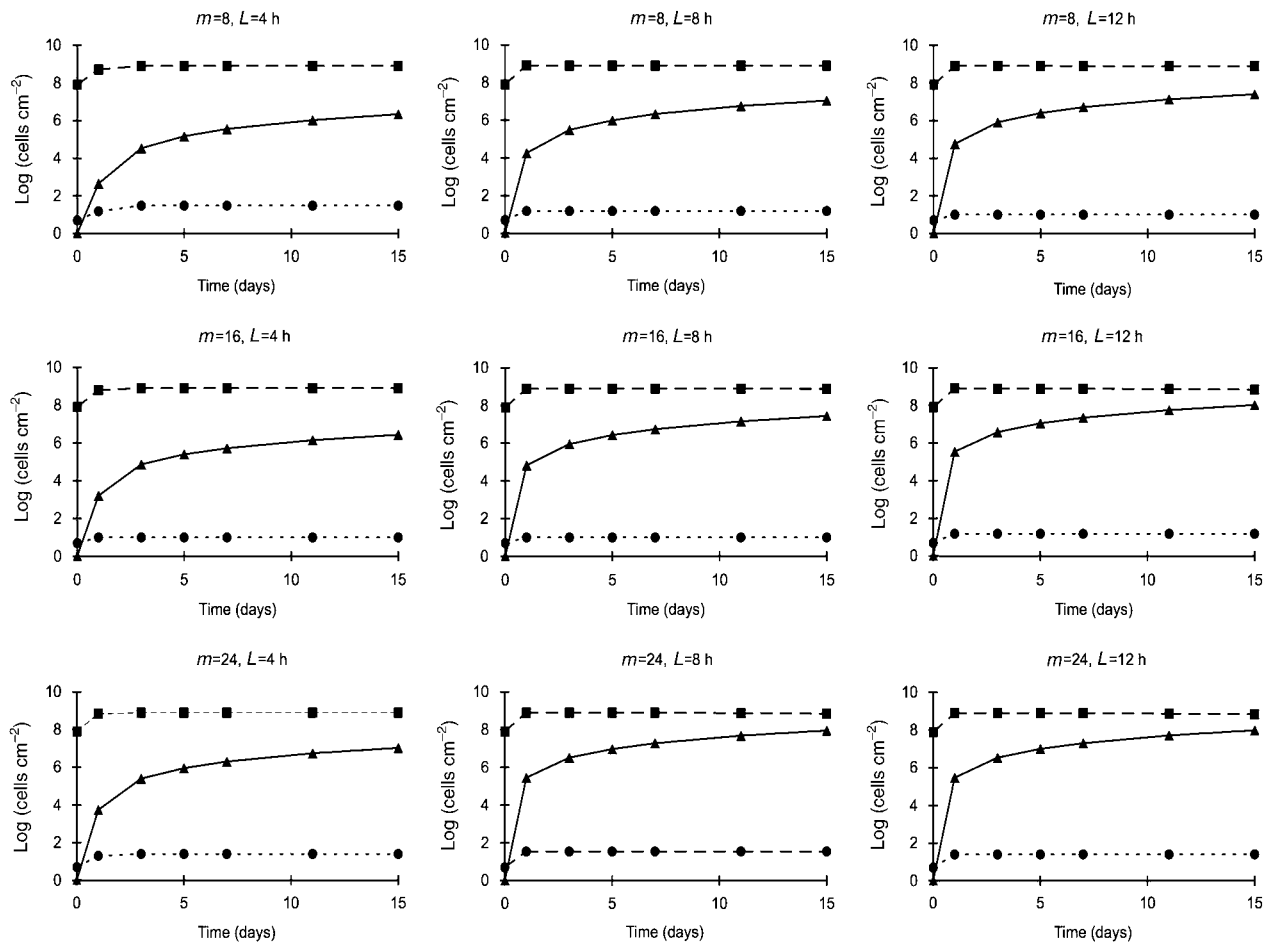 m=8, L=4 h
m=8, L=8 h
m=8, L=12 h
10
8
6
4
2
0
Log (cells cm⁻²)
0 5 10 15
Time (days)
10
8
6
4
2
0
Log (cells cm⁻²)
0 5 10 15
Time (days)
10
8
6
4
2
0
Log (cells cm⁻²)
0 5 10 15
Time (days)
m=16, L=4 h
m=16, L=8 h
m=16, L=12 h
10
8
6
4
2
0
Log (cells cm⁻²)
0 5 10 15
Time (days)
10
8
6
4
2
0
Log (cells cm⁻²)
0 5 10 15
Time (days)
10
8
6
4
2
0
Log (cells cm⁻²)
0 5 10 15
Time (days)
m=24, L=4 h
m=24, L=8 h
m=24, L=12 h
10
8
6
4
2
0
Log (cells cm⁻²)
0 5 10 15
Time (days)
10
8
6
4
2
0
Log (cells cm⁻²)
0 5 10 15
Time (days)
10
8
6
4
2
0
Log (cells cm⁻²)
0 5 10 15
Time (days)